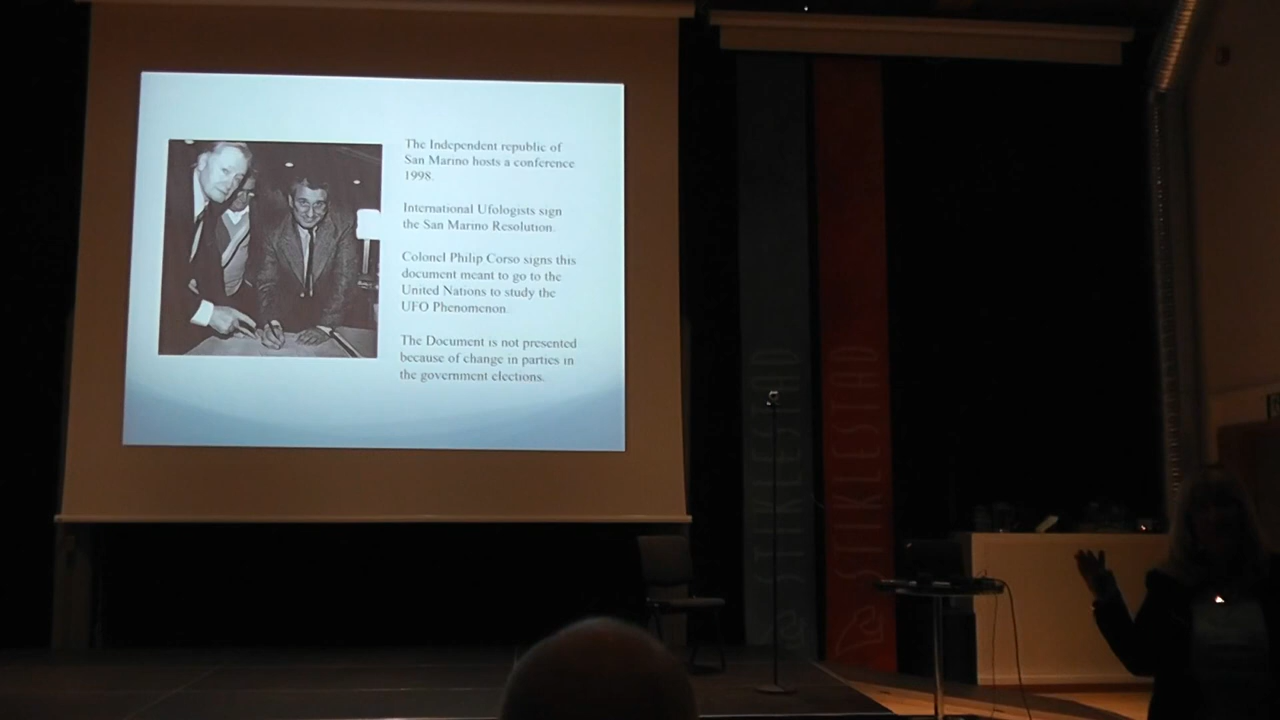 The Independent republic of
San Marino hosts a conference
1998.
International Ufologists sign
the San Marino Resolution.
Colonel Philip Corso signs this
document meant to go to the
United Nations to study the
UFO Phenomenon.
The Document is not presented
because of change in parties in
the government elections.
STIKLESTAD
STIKLESTAD